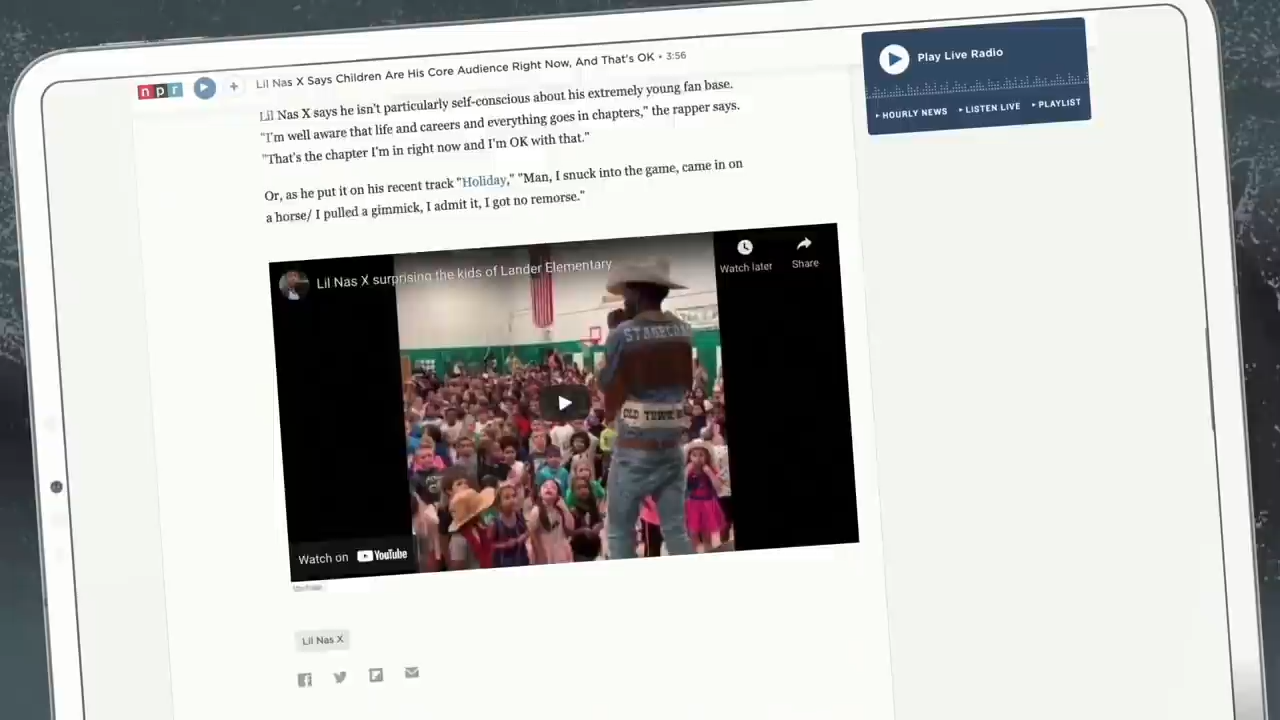 npr
Lil Nas X Says Children Are His Core Audience Right Now, And That's OK • 3:56
Play Live Radio
HOURLY NEWS LISTEN LIVE PLAYLIST
Lil Nas X says he isn't particularly self-conscious about his extremely young fan base.
"I'm well aware that life and careers and everything goes in chapters," the rapper says.
"That's the chapter I'm in right now and I'm OK with that."
Or, as he put it on his recent track "Holiday," "Man, I snuck into the game, came in on
a horse/ I pulled a gimmick, I admit it, I got no remorse."
Lil Nas X surprising the kids of Lander Elementary
Watch later
Share
OLD TOWN
Watch on YouTube
YouTube
Lil Nas X